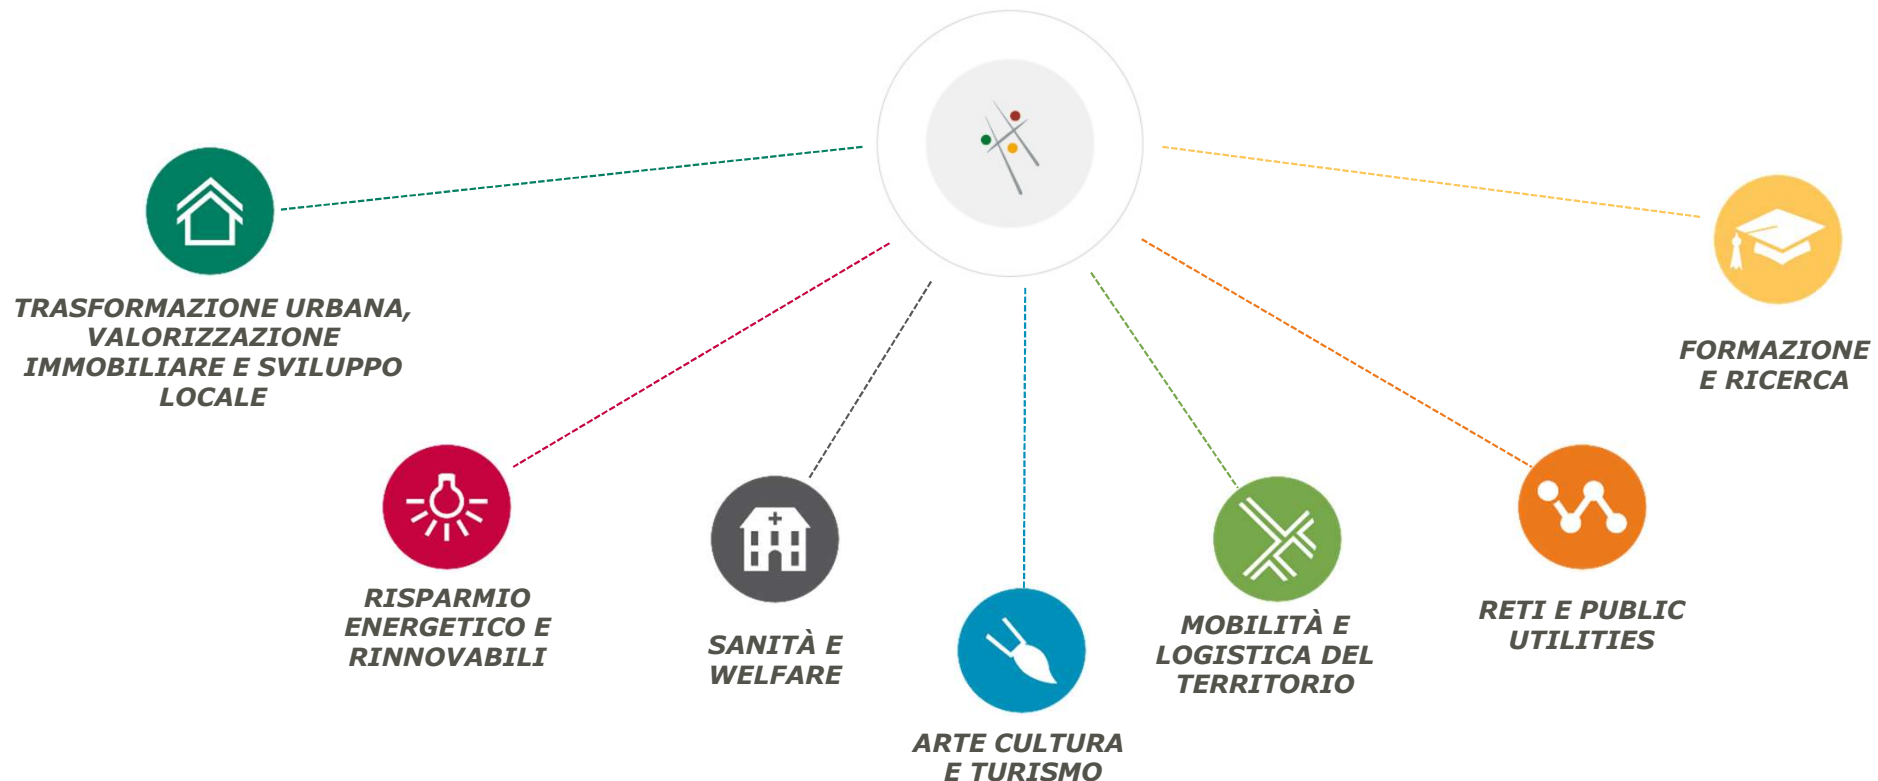 TRASFORMAZIONE URBANA,
VALORIZZAZIONE
IMMOBILIARE E SVILUPPO
LOCALE
RISPARMIO
ENERGETICO E
RINNOVABILI
SANITÀ E
WELFARE
ARTE CULTURA
E TURISMO
MOBILITÀ E
LOGISTICA DEL
TERRITORIO
RETI E PUBLIC
UTILITIES
FORMAZIONE
E RICERCA